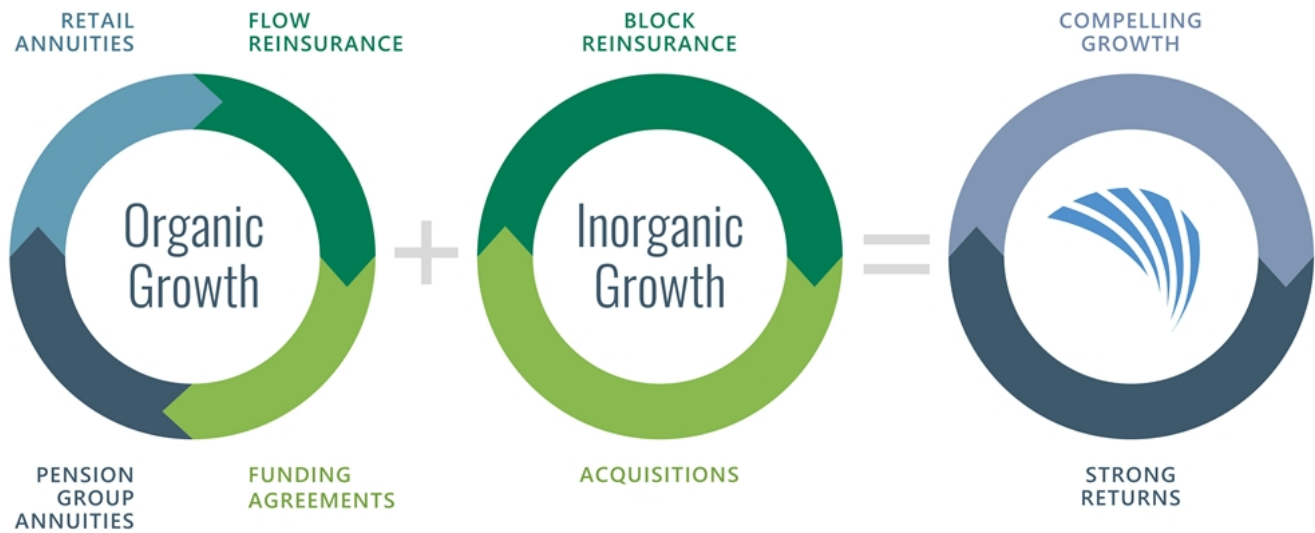 RETAIL
ANNUITIES
FLOW
REINSURANCE
Organic
Growth
PENSION
GROUP
ANNUITIES
FUNDING
AGREEMENTS
+
BLOCK
REINSURANCE
Inorganic
Growth
ACQUISITIONS
=
COMPELLING
GROWTH
STRONG
RETURNS